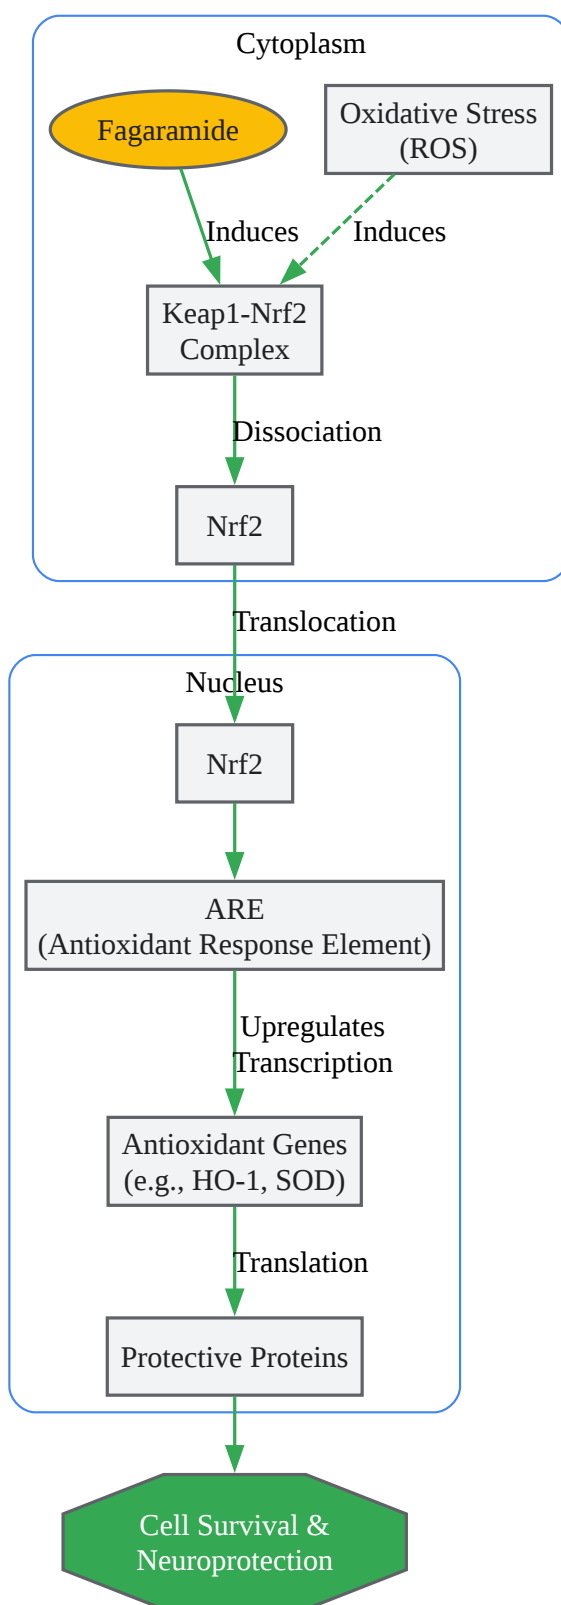 Cytoplasm
Fagaramide
Oxidative Stress
(ROS)
Induces
Induces
Keap1-Nrf2
Complex
Dissociation
Nrf2
Translocation
Nucleus
Nrf2
ARE
(Antioxidant Response Element)
Upregulates
Transcription
Antioxidant Genes
(e.g., HO-1, SOD)
Translation
Protective Proteins
Cell Survival &
Neuroprotection